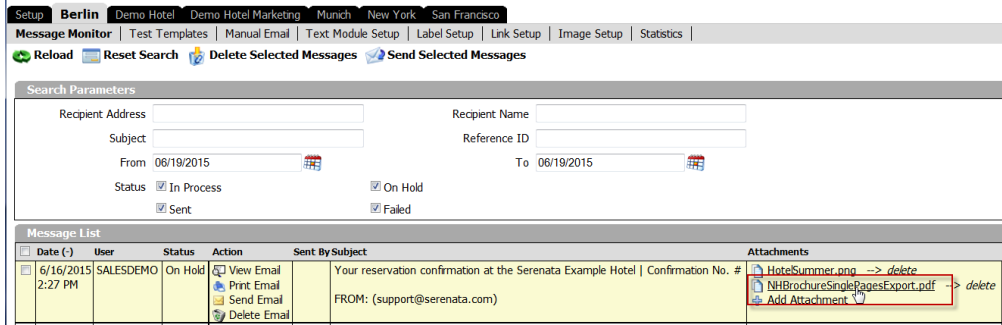 Setup Berlin Demo Hotel Demo Hotel Marketing Munich New York San Francisco
Message Monitor | Test Templates | Manual Email | Text Module Setup | Label Setup | Link Setup | Image Setup | Statistics |
Reload Reset Search Delete Selected Messages Send Selected Messages
Search Parameters
Recipient Address Recipient Name
Subject Reference ID
From 06/19/2015 To 06/19/2015
Status In Process On Hold
Sent Failed
Message List
Date (-) User Status Action Sent By Subject Attachments
6/16/2015 SALESDEMO On Hold View Email Your reservation confirmation at the Serenata Example Hotel | Confirmation No. # HotelSummer.png --> delete
2:27 PM Print Email NHBrochureSinglePagesExport.pdf --> delete
Send Email FROM: (support@serenata.com) Add Attachment
Delete Email